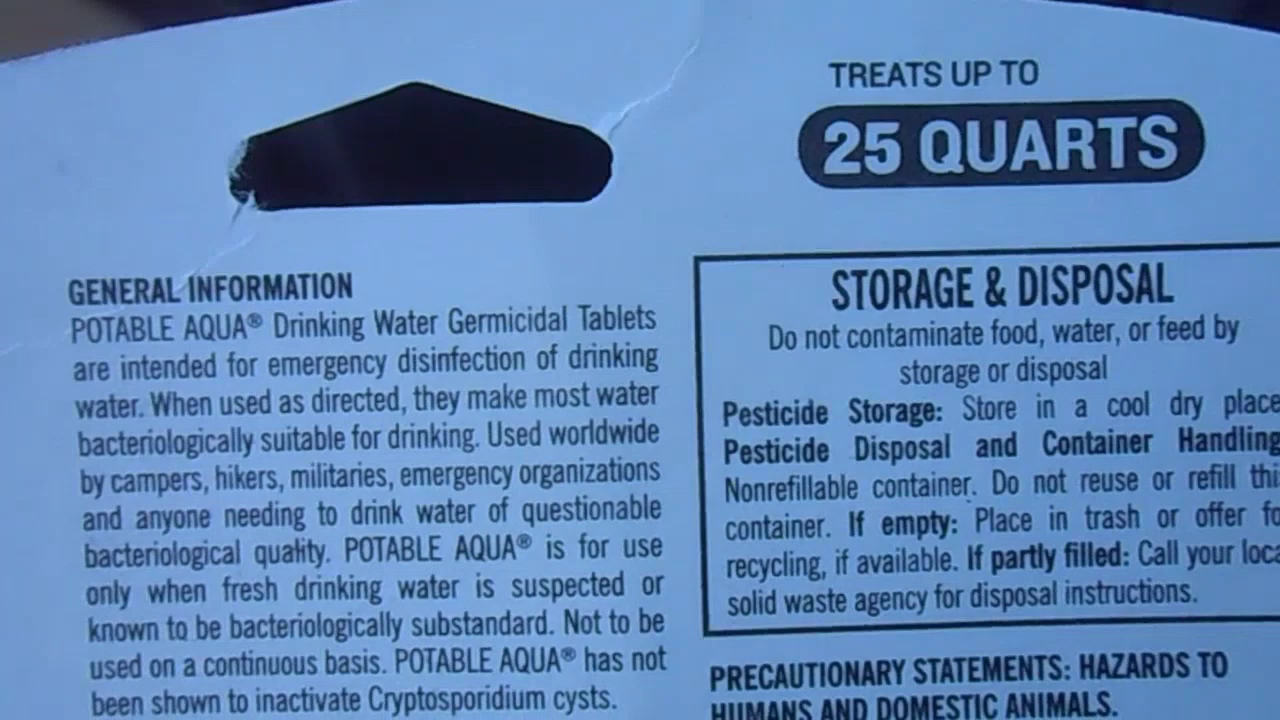 TREATS UP TO
25 QUARTS
GENERAL INFORMATION
POTABLE AQUA® Drinking Water Germicidal Tablets
are intended for emergency disinfection of drinking
water. When used as directed, they make most water
bacteriologically suitable for drinking. Used worldwide
by campers, hikers, militaries, emergency organizations
and anyone needing to drink water of questionable
bacteriological quality. POTABLE AQUA® is for use
only when fresh drinking water is suspected or
known to be bacteriologically substandard. Not to be
used on a continuous basis. POTABLE AQUA® has not
been shown to inactivate Cryptosporidium cysts.
STORAGE & DISPOSAL
Do not contaminate food, water, or feed by
storage or disposal
Pesticide Storage: Store in a cool dry place
Pesticide Disposal and Container Handling
Nonrefillable container. Do not reuse or refill thi
container. If empty: Place in trash or offer fo
recycling, if available. If partly filled: Call your loca
solid waste agency for disposal instructions.
PRECAUTIONARY STATEMENTS: HAZARDS TO
HUMANS AND DOMESTIC ANIMALS.